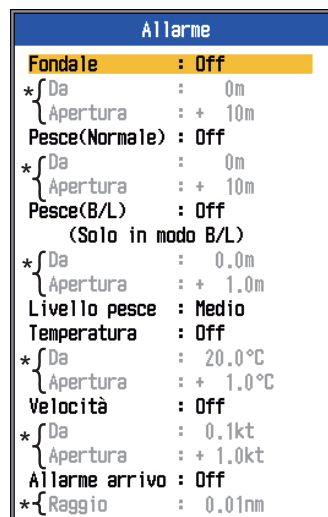 Allarme
Fondale : Off
*{Da : 0m
Apertura : + 10m
Pesce(Normale) : Off
*{Da : 0m
Apertura : + 10m
Pesce(B/L) : Off
(Solo in modo B/L)
*{Da : 0.0m
Apertura : + 1.0m
Livello pesce : Medio
Temperatura : Off
*{Da : 20.0°C
Apertura : + 1.0°C
Velocità : Off
*{Da : 0.1kt
Apertura : + 1.0kt
Allarme arrivo : Off
*{Raggio : 0.01nm